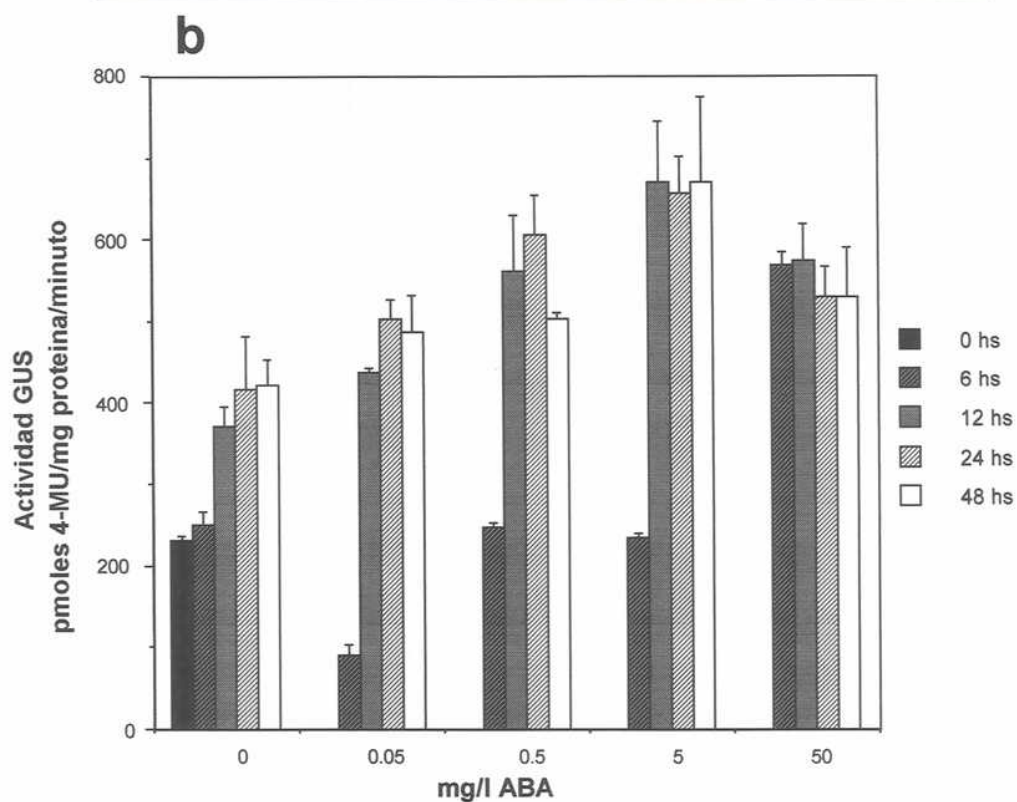 b
Actividad GUS
pmoles 4-MU/mg proteina/minuto
800
600
400
200
0
0
0.05
0.5
5
50
mg/l ABA
0 hs
6 hs
12 hs
24 hs
48 hs